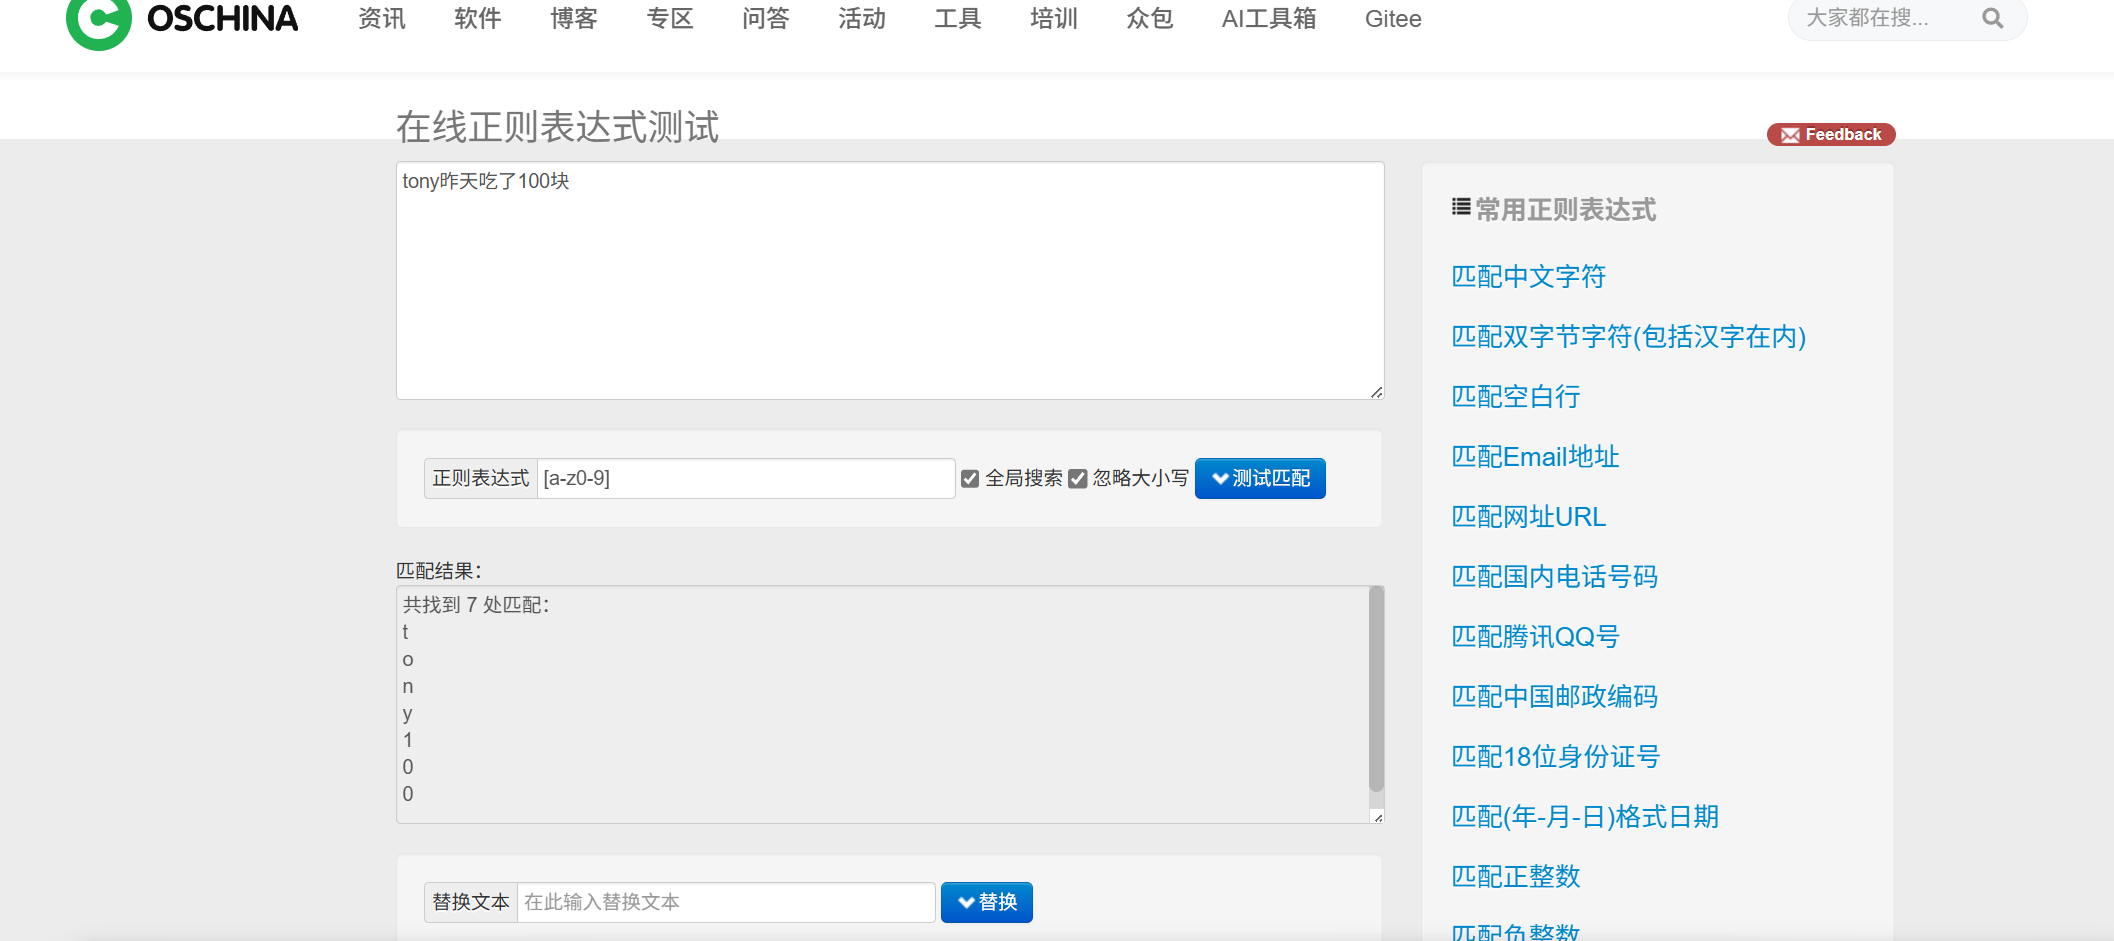 OSCHINA 资讯 软件 博客 专区 问答 活动 工具 培训 众包 AI工具箱 Gitee 大家都在搜...
在线正则表达式测试
Feedback
tony昨天吃了100块
正则表达式 [a-z0-9] 全局搜索 忽略大小写 测试匹配
匹配结果：
共找到 7 处匹配：
t
o
n
y
1
0
0
替换文本 在此输入替换文本 替换
常用正则表达式
匹配中文字符
匹配双字节字符(包括汉字在内)
匹配空白行
匹配Email地址
匹配网址URL
匹配国内电话号码
匹配腾讯QQ号
匹配中国邮政编码
匹配18位身份证号
匹配(年-月-日)格式日期
匹配正整数
匹配负整数